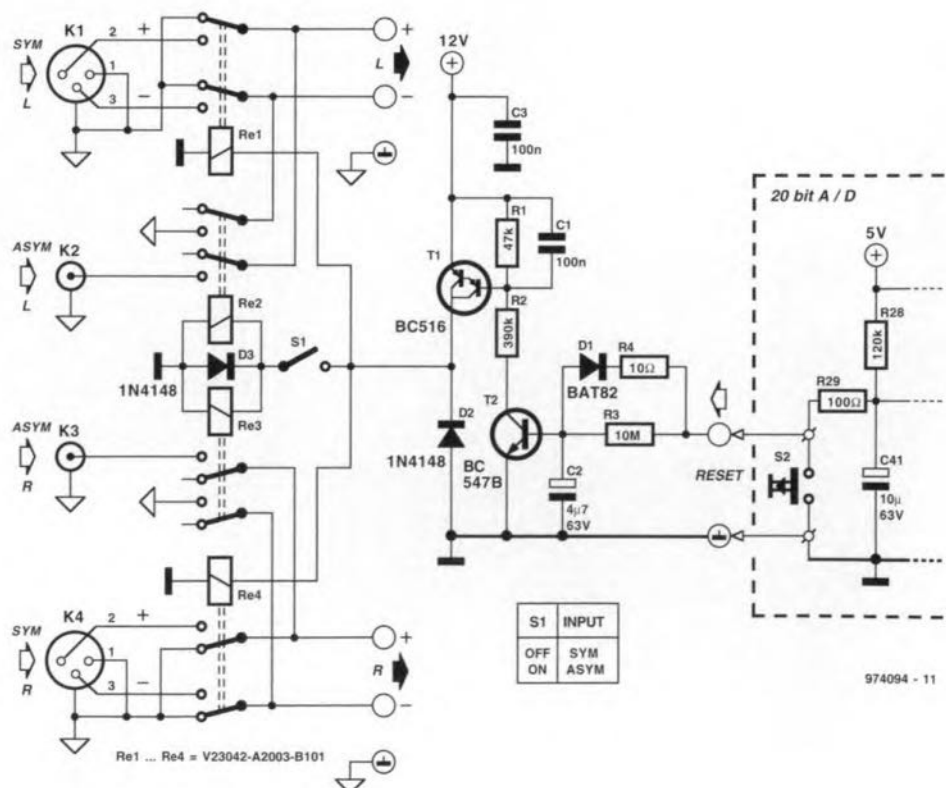 K1
SYM
L
2
+
1
3
−
Re1
L
+
−
12V
+
C3
100n
R1
47k
C1
100n
T1
BC516
R2
390k
20 bit A / D
5V
+
R28
120k
R29
100Ω
ASYM
K2
L
Re2
D3
1N4148
S1
Re3
D1
BAT82
R4
10Ω
R3
10M
T2
BC
547B
D2
1N4148
C2
4µ7
63V
RESET
S2
C41
10µ
63V
ASYM
K3
R
Re4
K4
SYM
R
2
+
1
3
−
R
+
−
S1 INPUT
OFF SYM
ON ASYM
974094 - 11
Re1 ... Re4 = V23042-A2003-B101